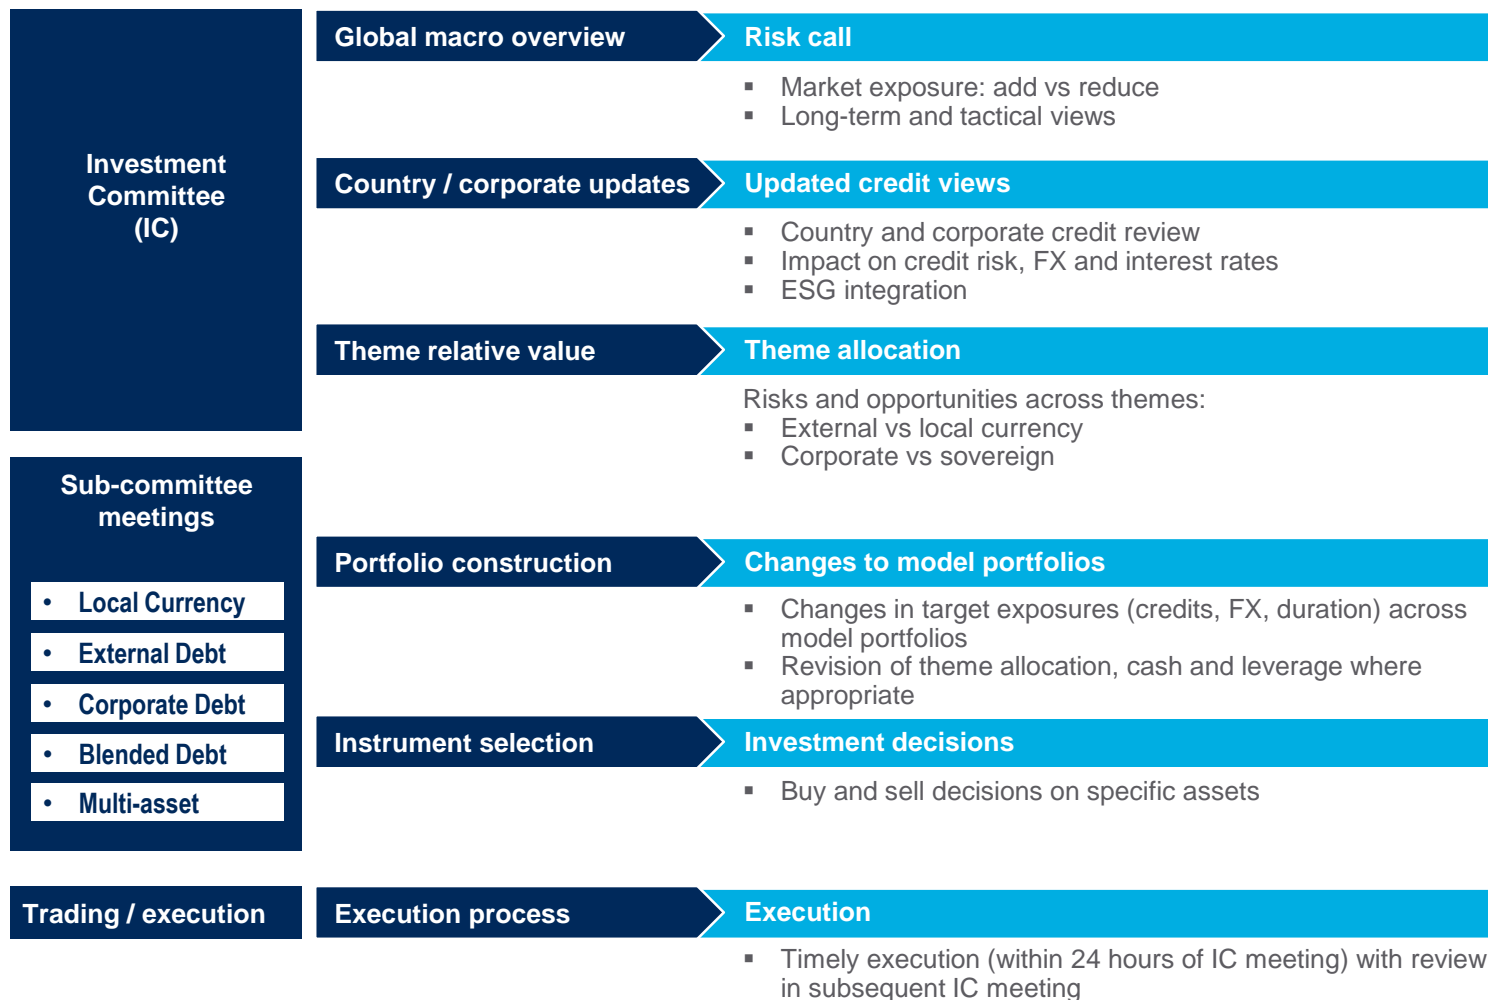 Investment
Committee
(IC)
Global macro overview
Risk call
▪ Market exposure: add vs reduce
▪ Long-term and tactical views
Country / corporate updates
Updated credit views
▪ Country and corporate credit review
▪ Impact on credit risk, FX and interest rates
▪ ESG integration
Theme relative value
Theme allocation
Risks and opportunities across themes:
▪ External vs local currency
▪ Corporate vs sovereign
Sub-committee
meetings
• Local Currency
• External Debt
• Corporate Debt
• Blended Debt
• Multi-asset
Portfolio construction
Changes to model portfolios
▪ Changes in target exposures (credits, FX, duration) across
model portfolios
▪ Revision of theme allocation, cash and leverage where
appropriate
Instrument selection
Investment decisions
▪ Buy and sell decisions on specific assets
Trading / execution
Execution process
Execution
▪ Timely execution (within 24 hours of IC meeting) with review
in subsequent IC meeting